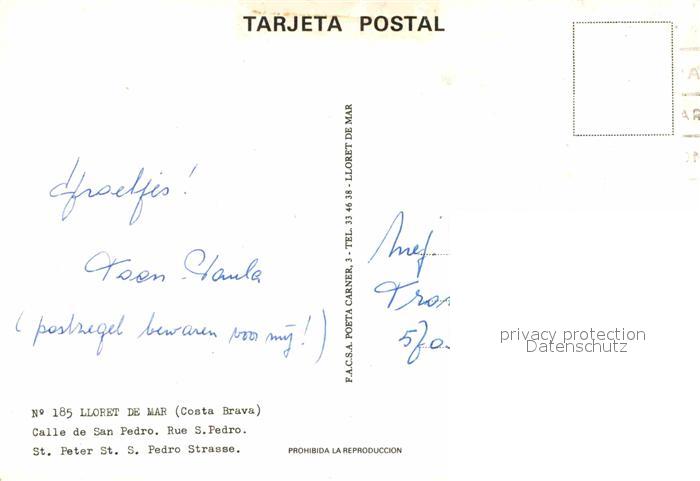 TARJETA POSTAL
Groetjes!
Toon Paula
(postzegel bewaren voor mij!)
Nº 185 LLORET DE MAR (Costa Brava)
Calle de San Pedro. Rue S.Pedro.
St. Peter St. S. Pedro Strasse.
PROHIBIDA LA REPRODUCCION
F.A.C.S.A. POETA CARNER, 3 - TEL. 33 46 38 - LLORET DE MAR
Mej.
privacy protection
Datenschutz